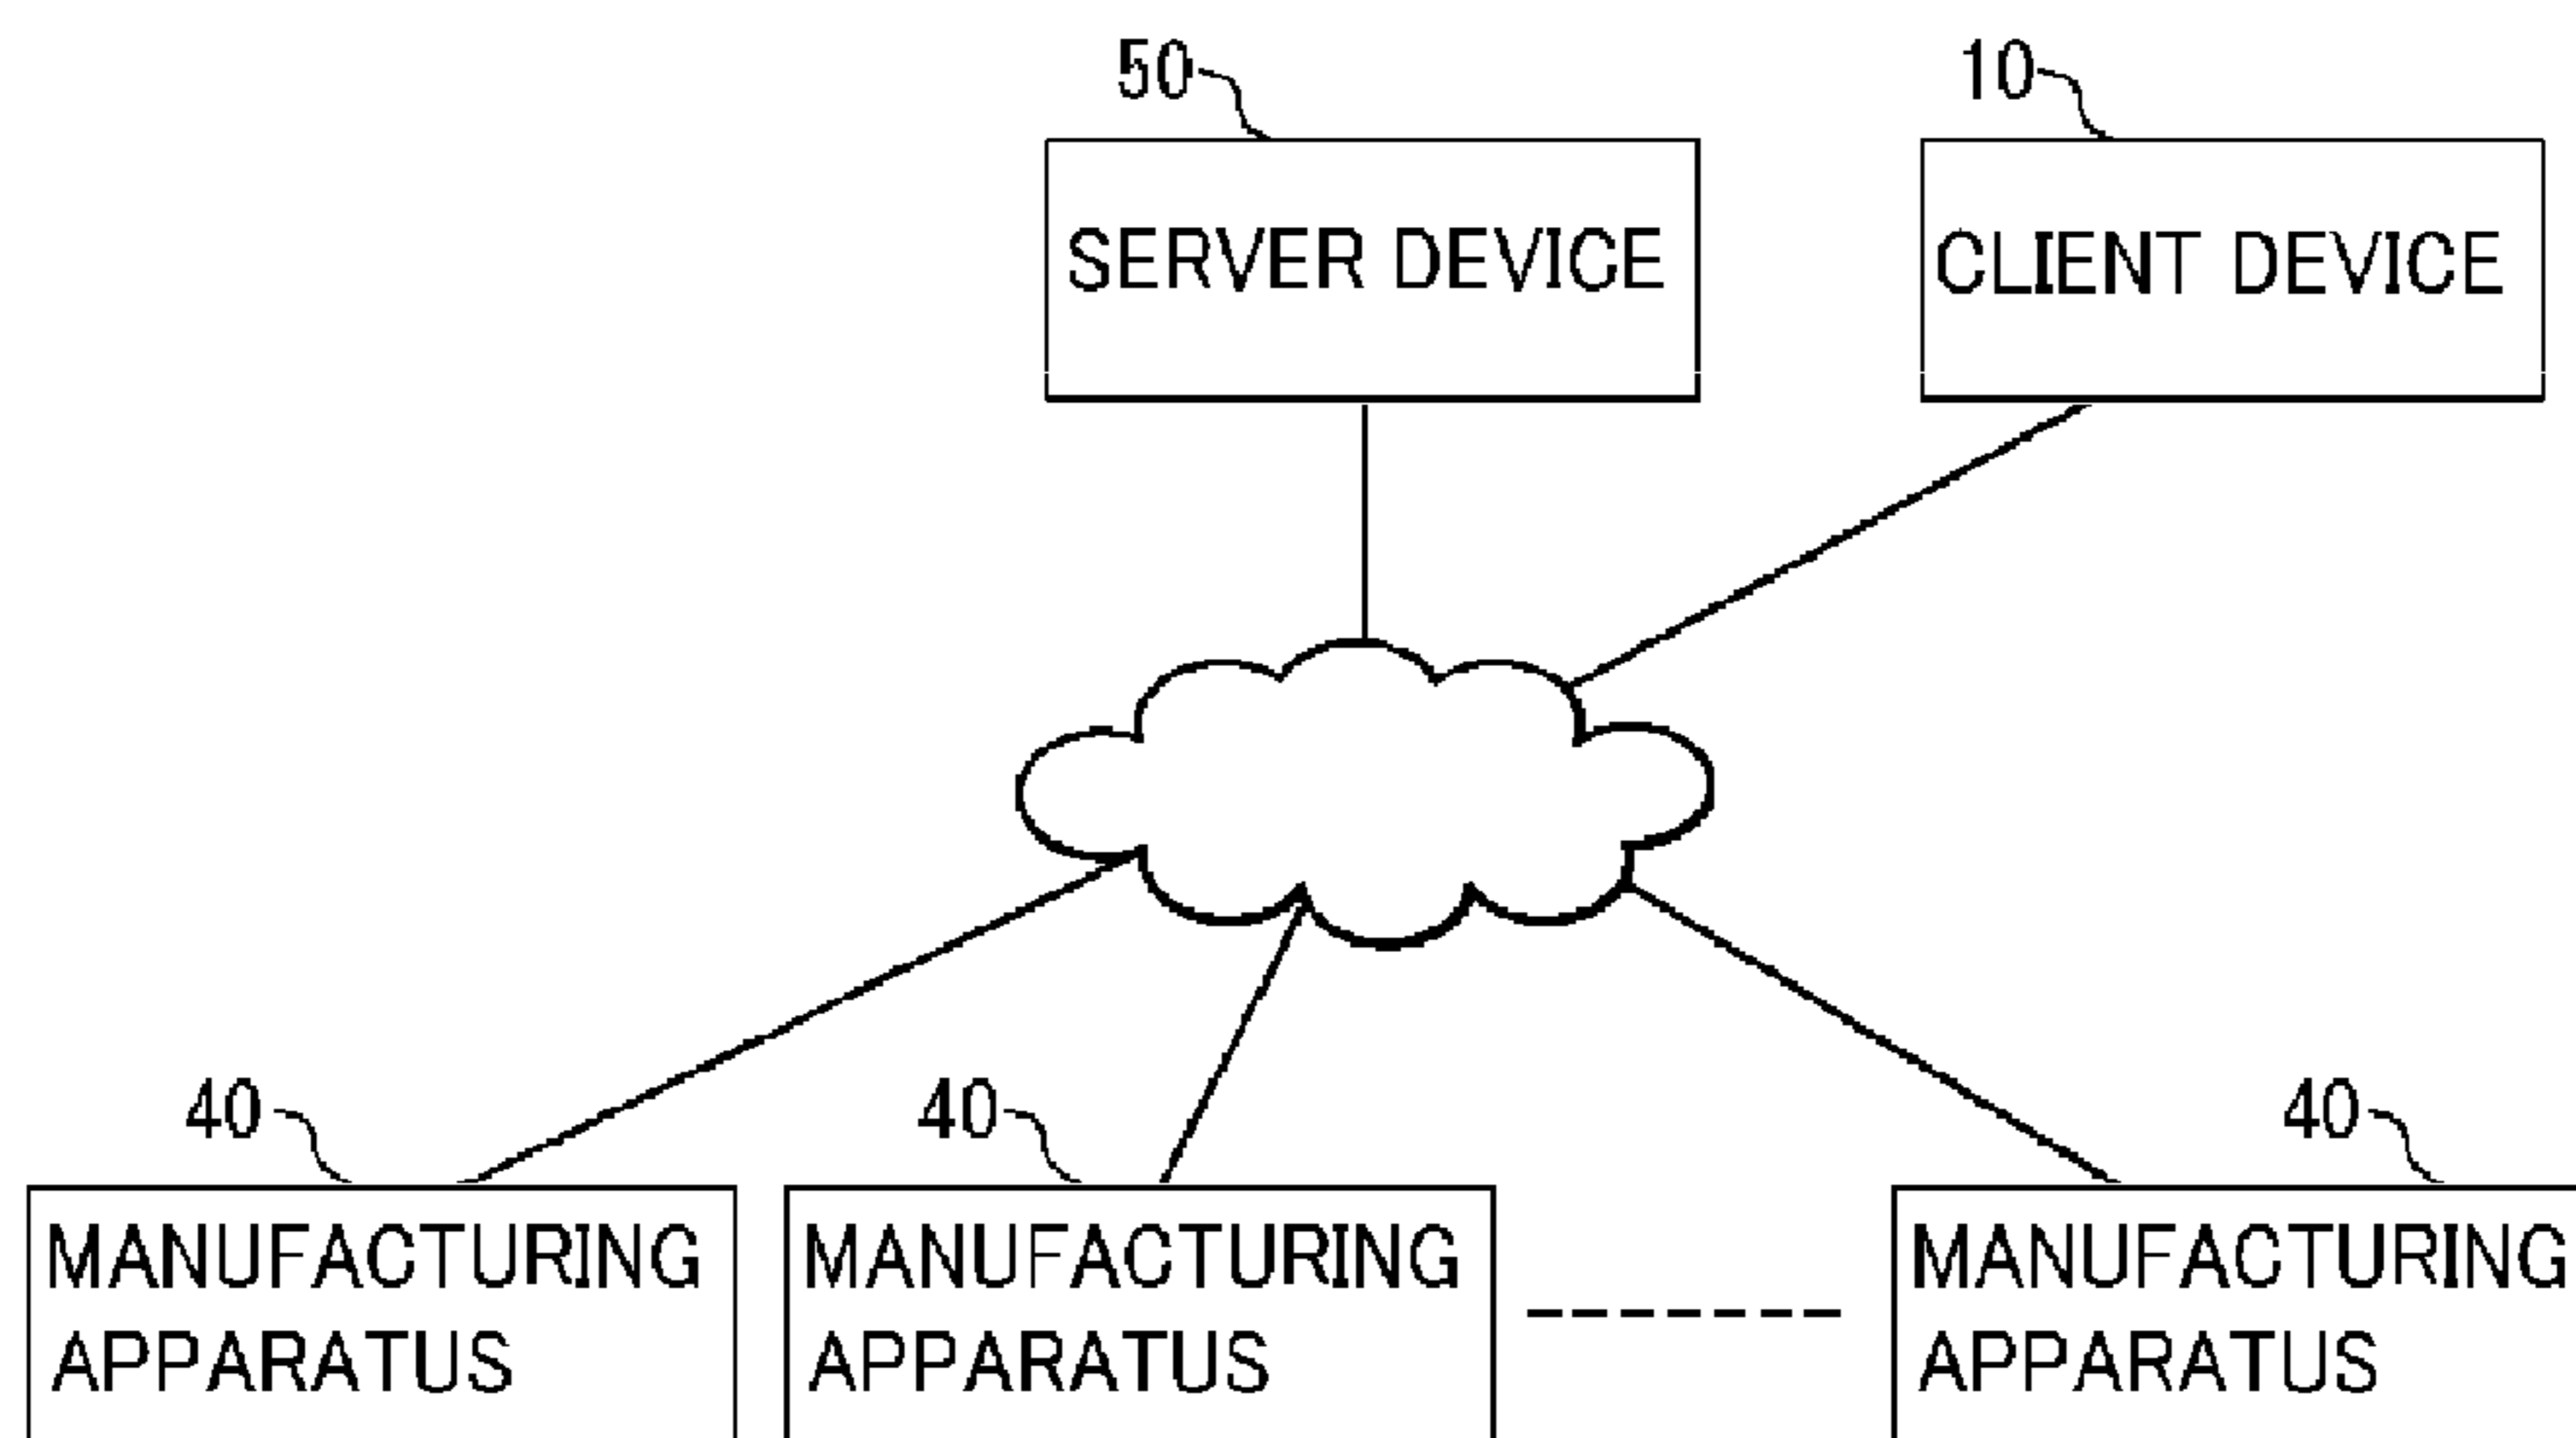 50
10
SERVER DEVICE
CLIENT DEVICE
40
40
40
MANUFACTURING
APPARATUS
MANUFACTURING
APPARATUS
MANUFACTURING
APPARATUS